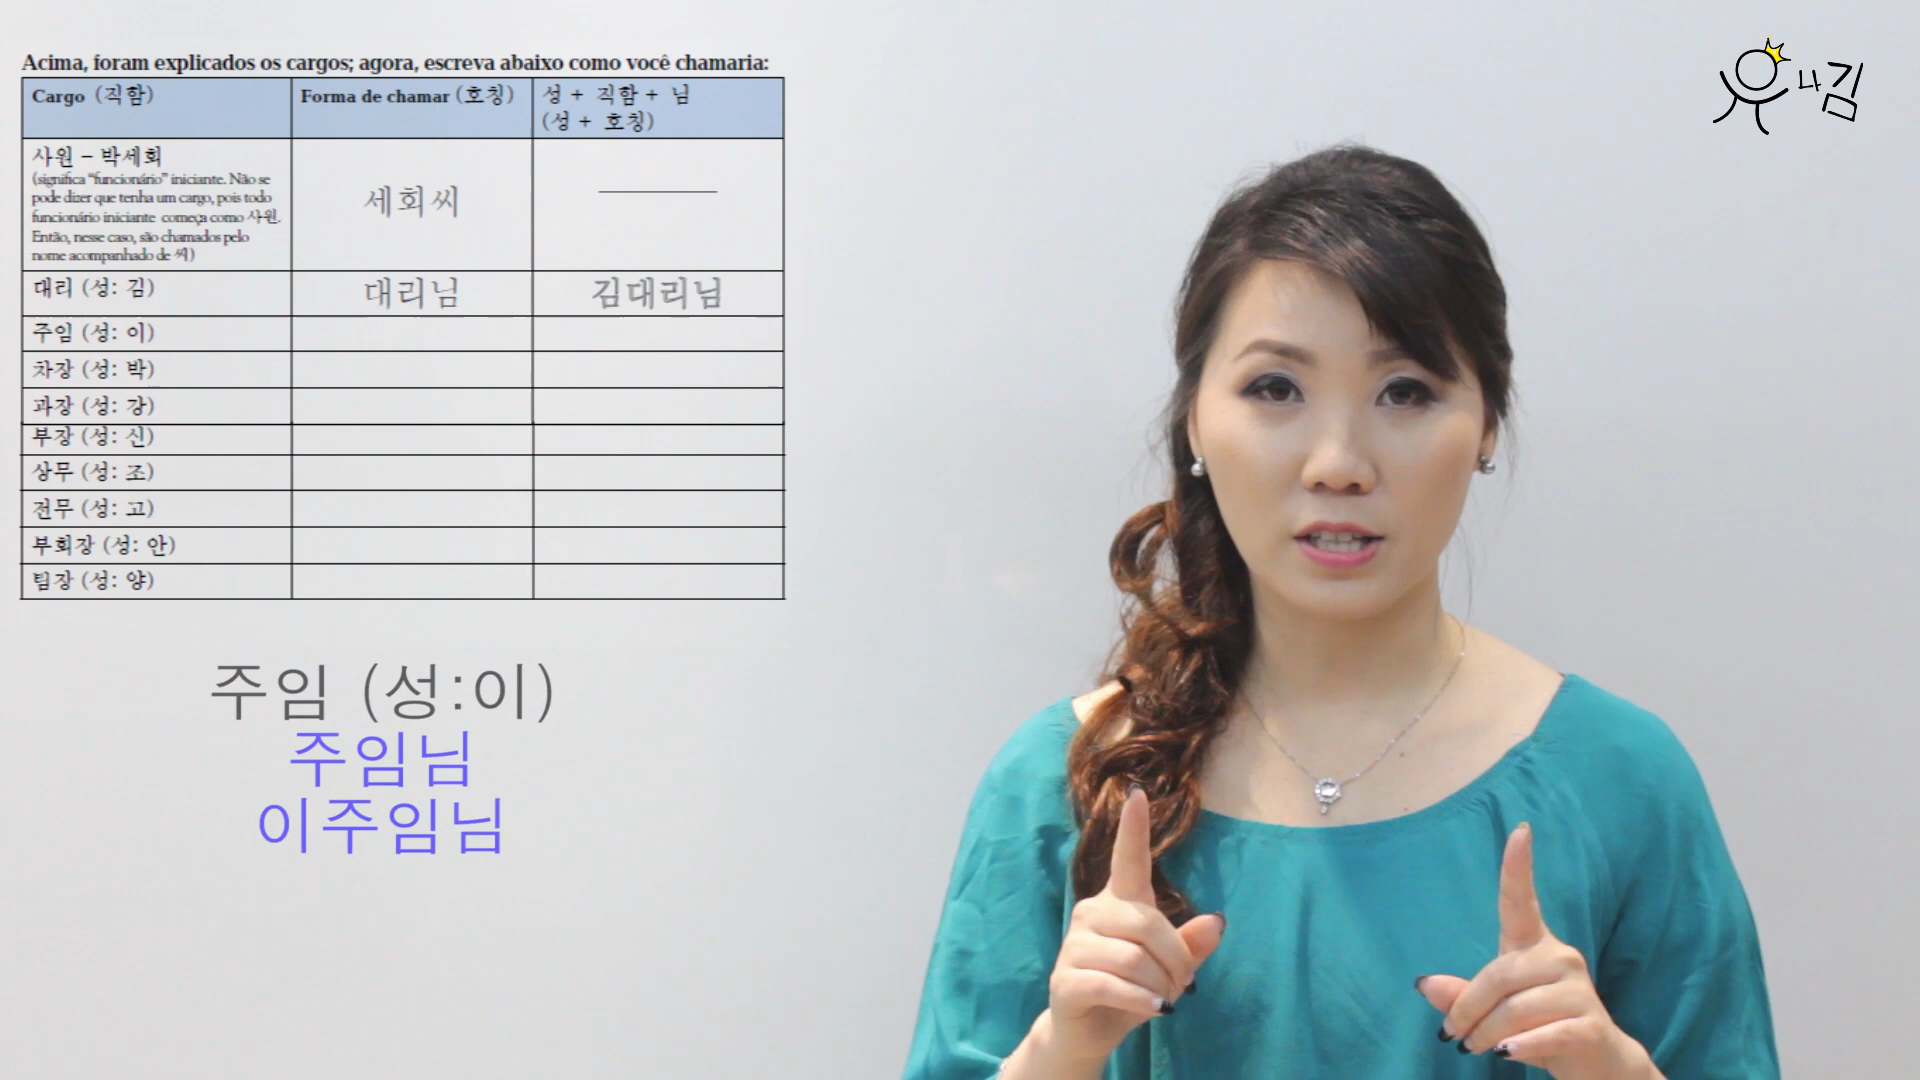 Acima, foram explicados os cargos; agora, escreva abaixo como você chamaria:
Cargo (직함)
Forma de chamar (호칭)
성 + 직함 + 님
(성 + 호칭)
사원 – 박세회
(significa “funcionário” iniciante. Não se
pode dizer que tenha um cargo, pois todo
funcionário iniciante começa como 사원.
Então, nesse caso, são chamados pelo
nome acompanhado de 씨)
세회씨
대리 (성: 김)
대리님
김대리님
주임 (성: 이)
차장 (성: 박)
과장 (성: 강)
부장 (성: 신)
상무 (성: 조)
전무 (성: 고)
부회장 (성: 안)
팀장 (성: 양)
주임 (성:이)
주임님
이주임님
나김